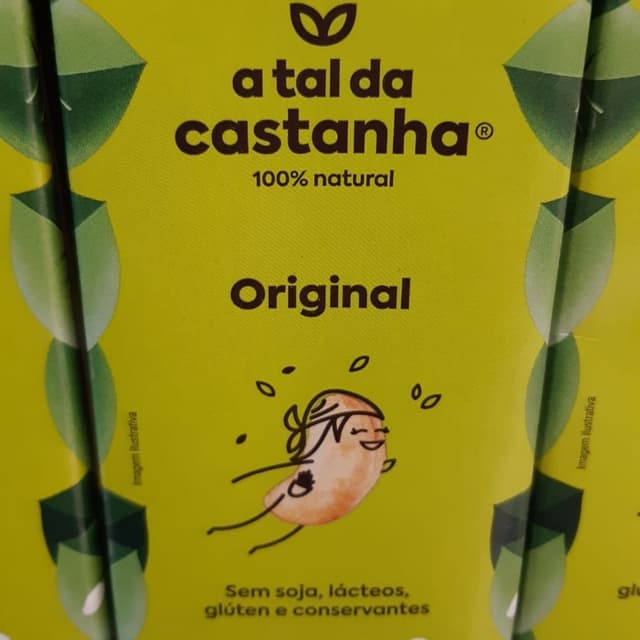 a tal da
castanha®
100% natural
Original
Imagem ilustrativa
Imagem ilustrativa
Sem soja, lácteos,
glúten e conservantes